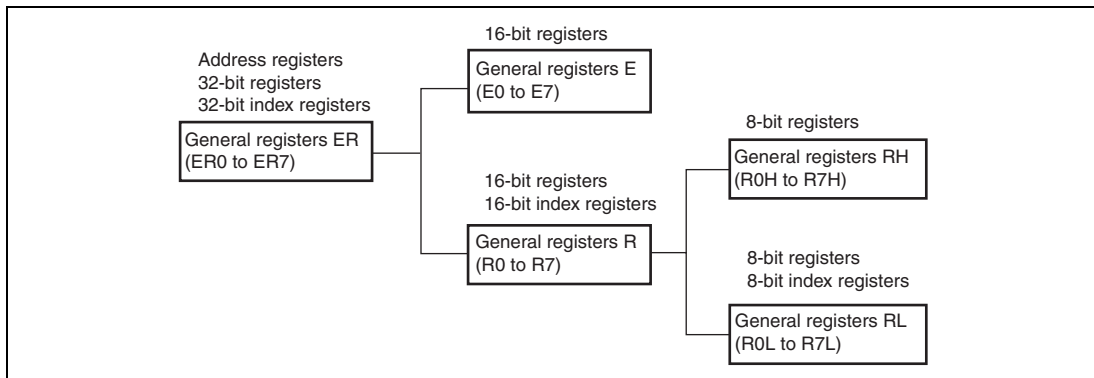 Address registers
32-bit registers
32-bit index registers
General registers ER
(ER0 to ER7)
16-bit registers
General registers E
(E0 to E7)
16-bit registers
16-bit index registers
General registers R
(R0 to R7)
8-bit registers
General registers RH
(R0H to R7H)
8-bit registers
8-bit index registers
General registers RL
(R0L to R7L)